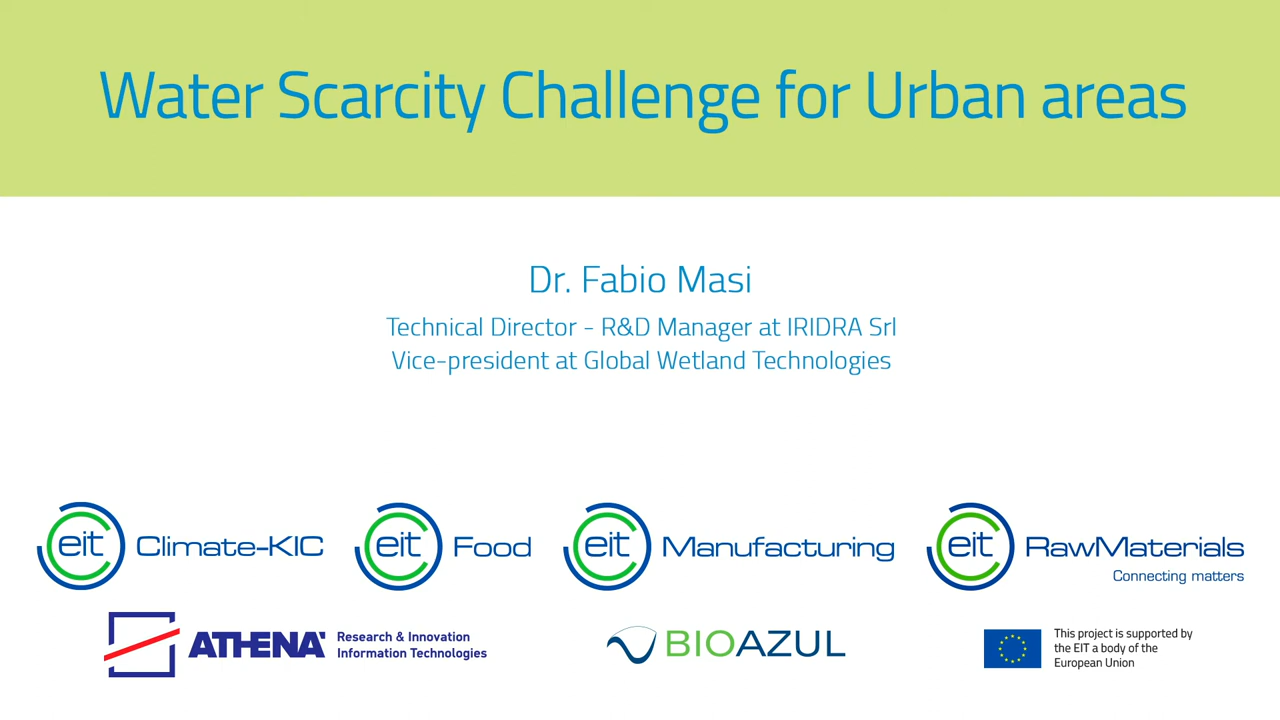 Water Scarcity Challenge for Urban areas
Dr. Fabio Masi
Technical Director - R&D Manager at IRIDRA Srl
Vice-president at Global Wetland Technologies
eit Climate-KIC
eit Food
eit Manufacturing
eit RawMaterials
Connecting matters
ATHENA
Research & Innovation
Information Technologies
BIOAZUL
This project is supported by
the EIT a body of the
European Union